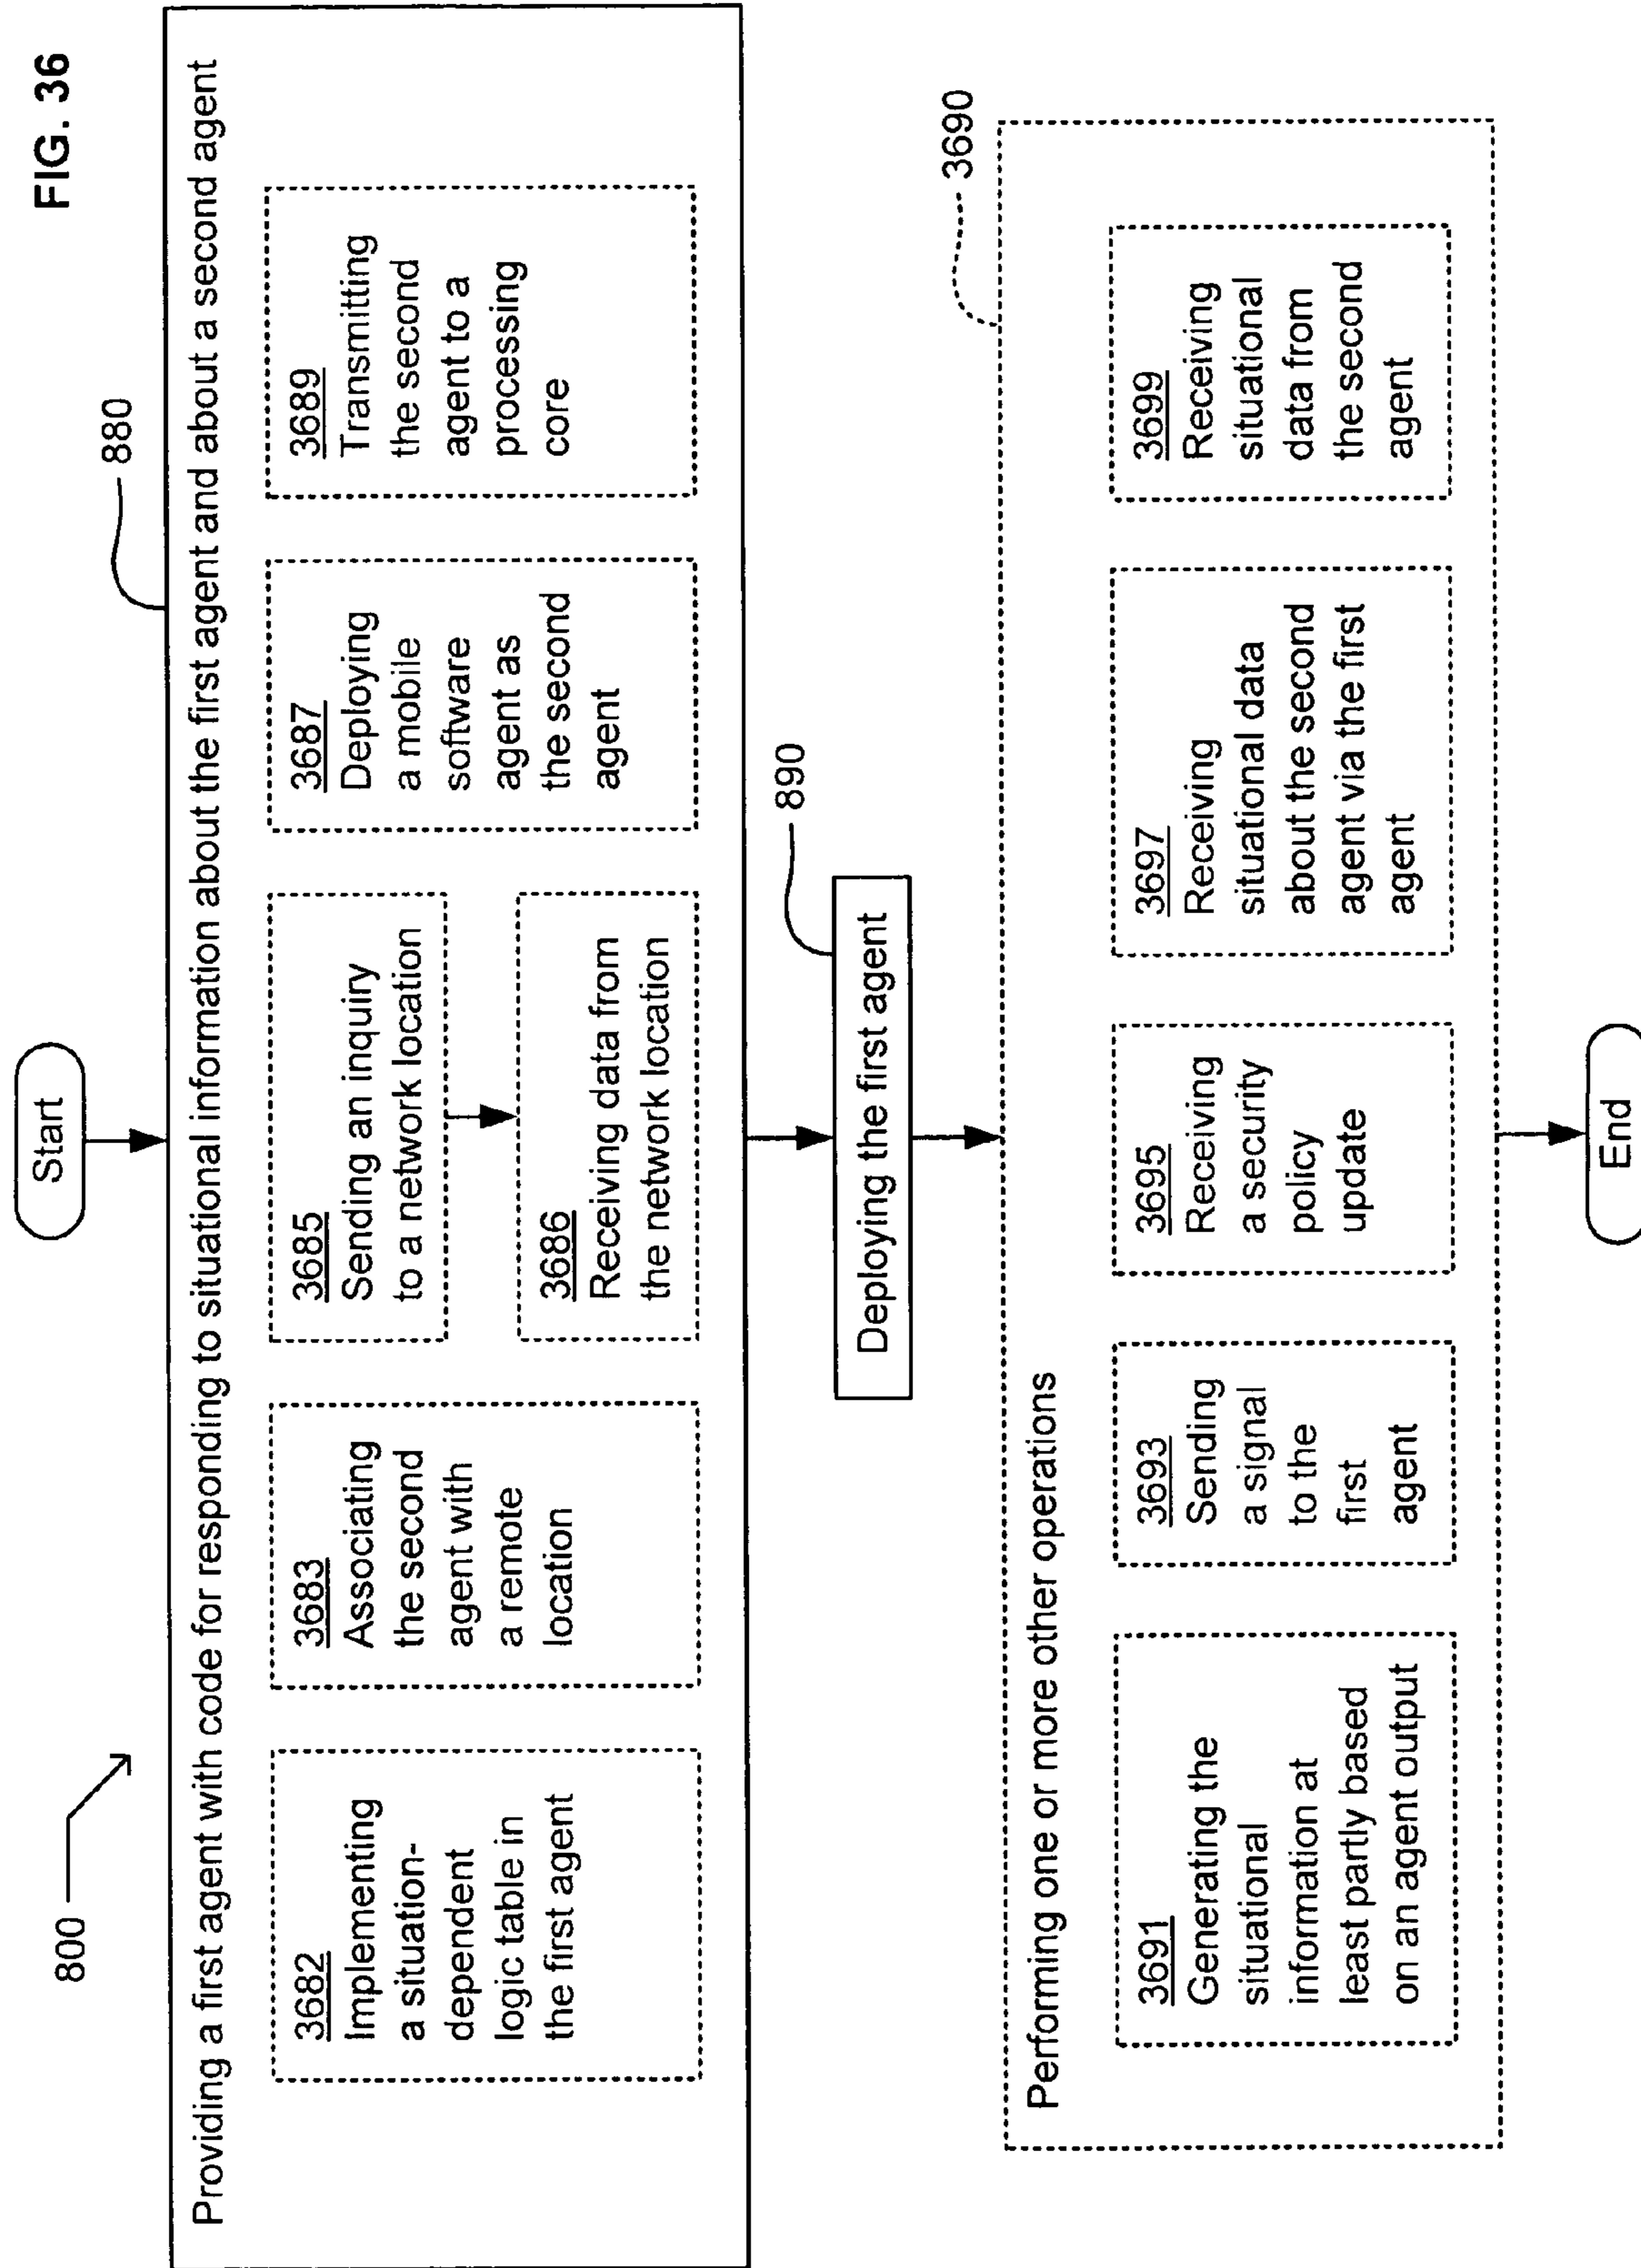 FIG. 36
800
Start
880
Providing a first agent with code for responding to situational information about the first agent and about a second agent
3682
Implementing
a situation-
dependent
logic table in
the first agent
3683
Associating
the second
agent with
a remote
location
3685
Sending an inquiry
to a network location
3686
Receiving data from
the network location
3687
Deploying
a mobile
software
agent as
the second
agent
3689
Transmitting
the second
agent to a
processing
core
890
Deploying the first agent
3690
Performing one or more other operations
3691
Generating the
situational
information at
least partly based
on an agent output
3693
Sending
a signal
to the
first
agent
3695
Receiving
a security
policy
update
3697
Receiving
situational data
about the second
agent via the first
agent
3699
Receiving
situational
data from
the second
agent
End